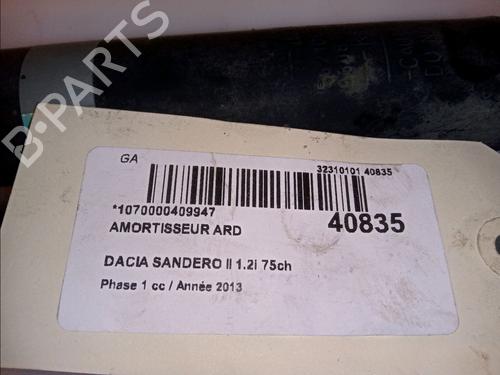 B·PARTS
GA
32310101 40835
*1070000409947
40835
AMORTISSEUR ARD
DACIA SANDERO II 1.2i 75ch
Phase 1 cc / Année 2013